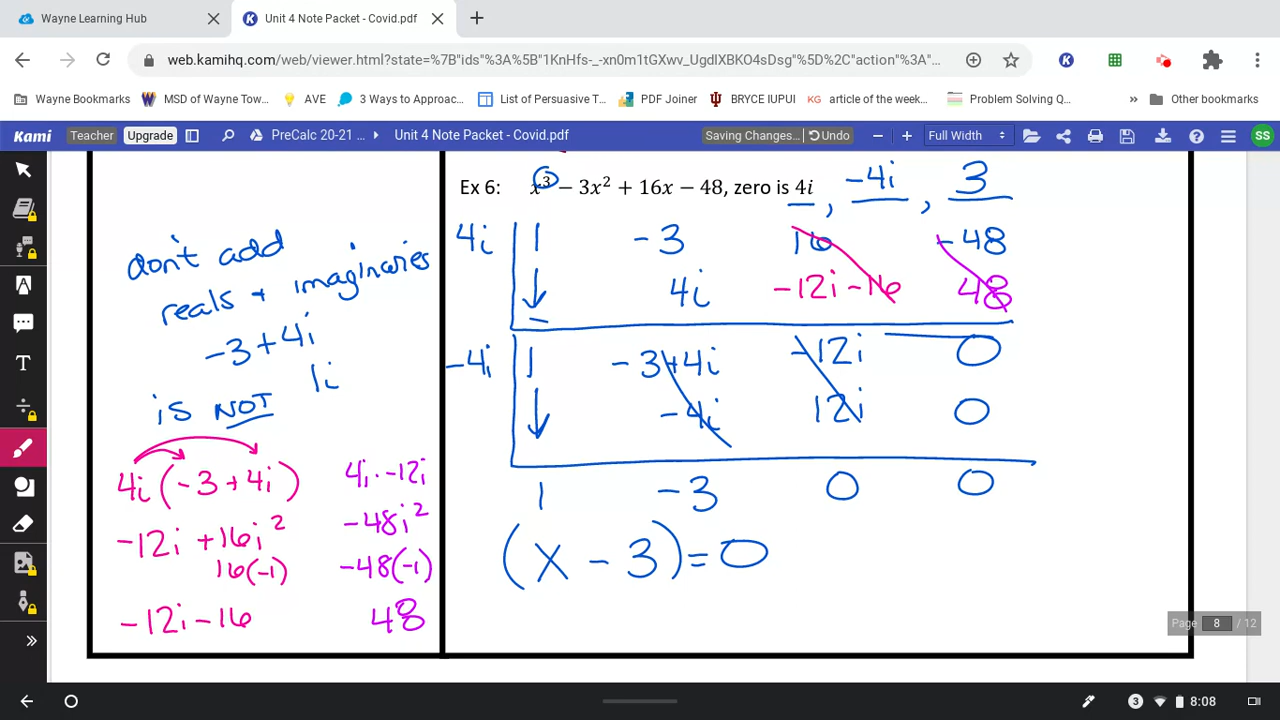 Wayne Learning Hub
Unit 4 Note Packet - Covid.pdf
web.kamihq.com/web/viewer.html?state=%7B"ids"%3A%5B"1KnHfs-_-xn0m1tGXwv_UgdIXBKO4sDsg"%5D%2C"action"%3A"...
Wayne Bookmarks
MSD of Wayne Tow...
AVE
3 Ways to Approac...
List of Persuasive T...
PDF Joiner
BRYCE IUPUI
KG article of the week...
Problem Solving Q...
»
Other bookmarks
Kami
Teacher
Upgrade
PreCalc 20-21 ...
Unit 4 Note Packet - Covid.pdf
Saving Changes...
Undo
Full Width
SS
Ex 6: x³ − 3x² + 16x − 48, zero is 4i, -4i, 3
4i 1 -3 16 -48
4i -12i-16 48
-4i 1 -3+4i -12i 0
-4i 12i 0
1 -3 0 0
(x - 3) = 0
don't add
reals + imaginaries
-3+4i
is NOT 1i
4i(-3+4i)
-12i +16i²
16(-1)
-12i-16
4i·-12i
-48i²
-48(-1)
48
Page 8 / 12
3
8:08